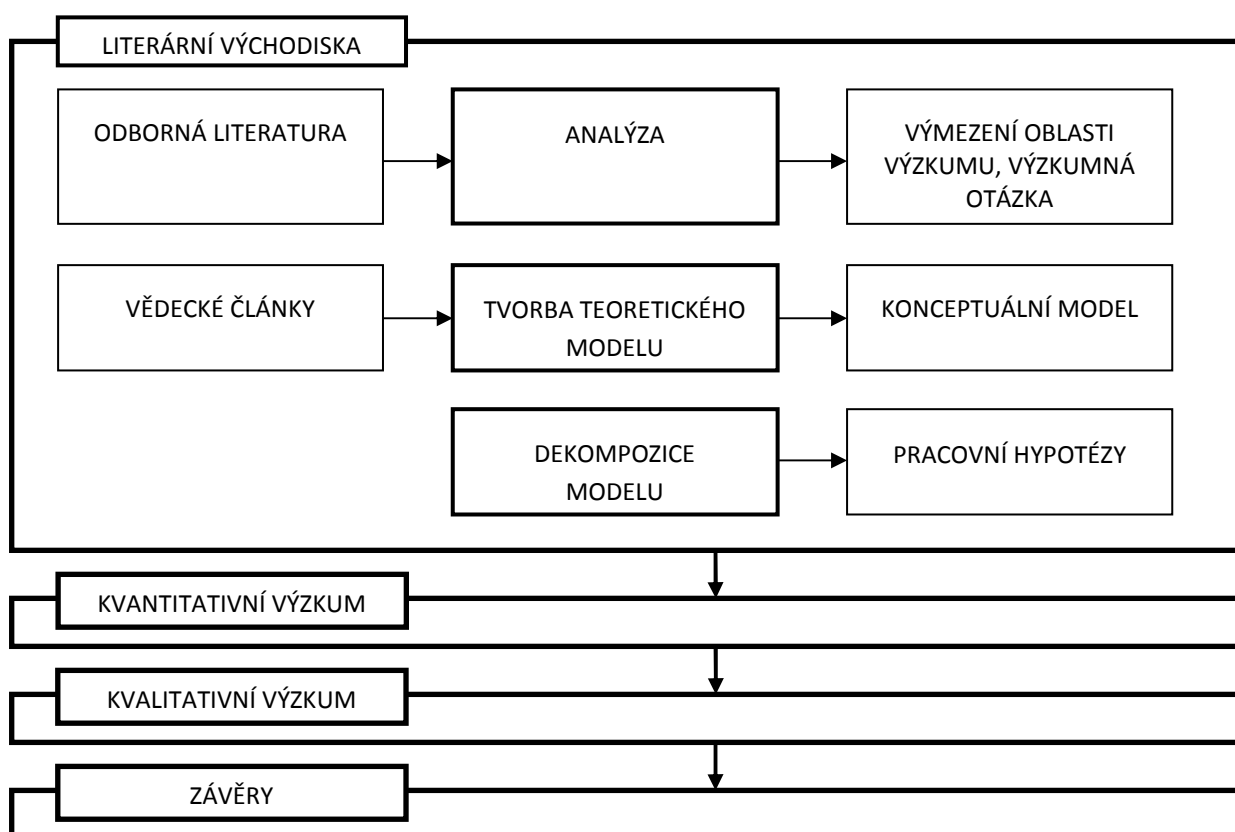 LITERÁRNÍ VÝCHODISKA
ODBORNÁ LITERATURA
ANALÝZA
VÝMEZENÍ OBLASTI
VÝZKUMU, VÝZKUMNÁ
OTÁZKA
VĚDECKÉ ČLÁNKY
TVORBA TEORETICKÉHO
MODELU
KONCEPTUÁLNÍ MODEL
DEKOMPOZICE
MODELU
PRACOVNÍ HYPOTÉZY
KVANTITATIVNÍ VÝZKUM
KVALITATIVNÍ VÝZKUM
ZÁVĚRY